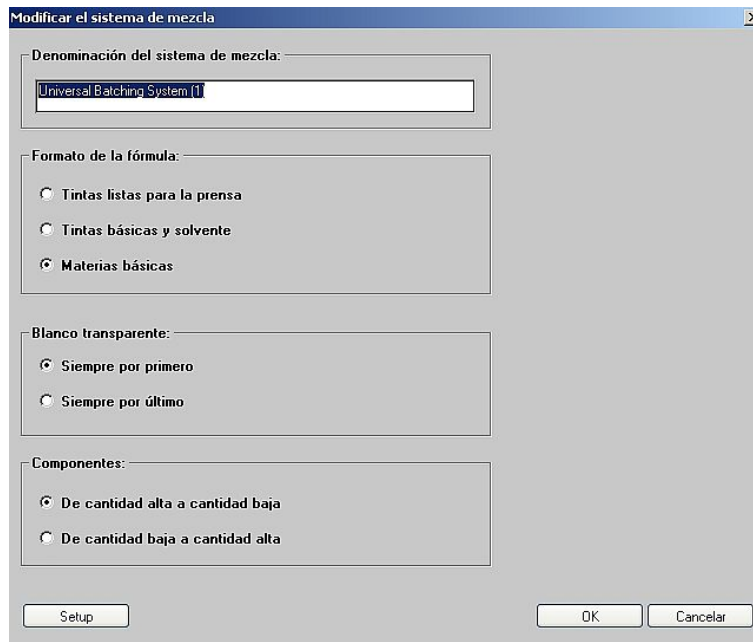 Modificar el sistema de mezcla
Denominación del sistema de mezcla:
Universal Batching System (1)
Formato de la fórmula:
Tintas listas para la prensa
Tintas básicas y solvente
Materias básicas
Blanco transparente:
Siempre por primero
Siempre por último
Componentes:
De cantidad alta a cantidad baja
De cantidad baja a cantidad alta
Setup OK Cancelar